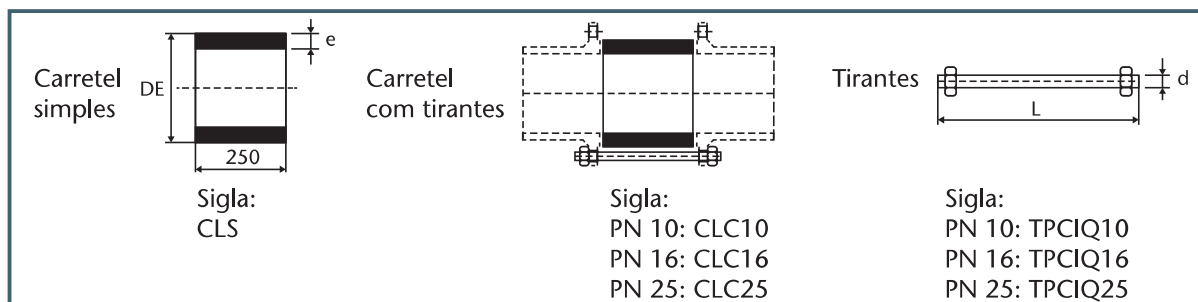 Carretel
simples
DE
e
250
Sigla:
CLS
Carretel
com tirantes
Sigla:
PN 10: CLC10
PN 16: CLC16
PN 25: CLC25
Tirantes
L
d
Sigla:
PN 10: TPCIQ10
PN 16: TPCIQ16
PN 25: TPCIQ25